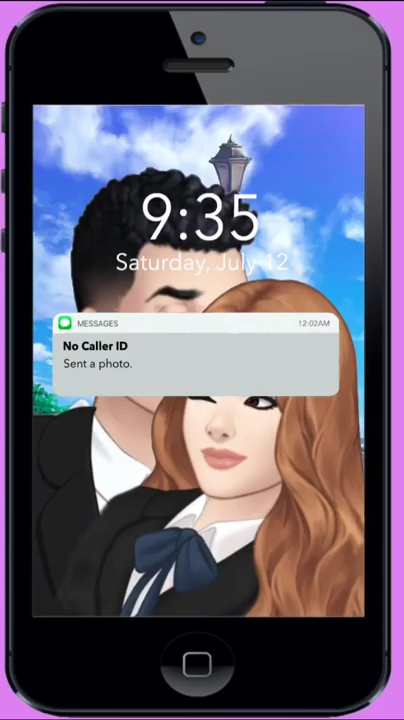 9:35
Saturday, July 12
MESSAGES 12:02AM
No Caller ID
Sent a photo.